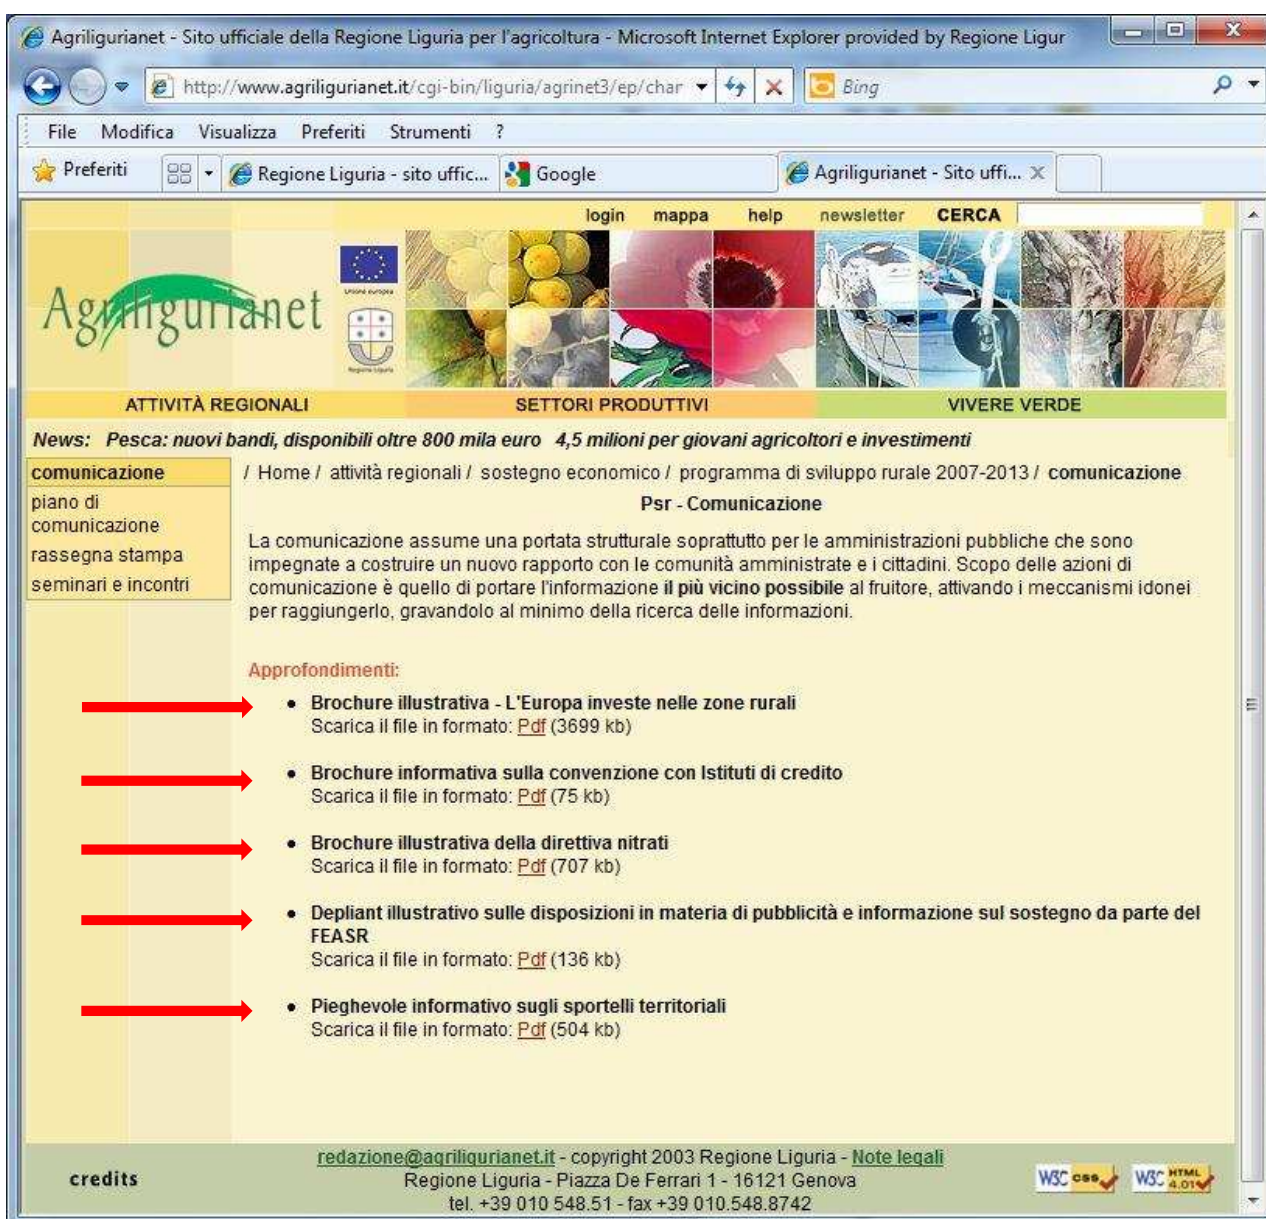 Agriligurianet - Sito ufficiale della Regione Liguria per l'agricoltura - Microsoft Internet Explorer provided by Regione Ligur
http://www.agriligurianet.it/cgi-bin/liguria/agrinet3/ep/char
Bing
File Modifica Visualizza Preferiti Strumenti ?
Preferiti Regione Liguria - sito uffic... Google Agriligurianet - Sito uffi...
login mappa help newsletter CERCA
Agriligurianet
Unione europea
Regione Liguria
ATTIVITÀ REGIONALI SETTORI PRODUTTIVI VIVERE VERDE
News: Pesca: nuovi bandi, disponibili oltre 800 mila euro 4,5 milioni per giovani agricoltori e investimenti
comunicazione
piano di
comunicazione
rassegna stampa
seminari e incontri
/ Home / attività regionali / sostegno economico / programma di sviluppo rurale 2007-2013 / comunicazione
Psr - Comunicazione
La comunicazione assume una portata strutturale soprattutto per le amministrazioni pubbliche che sono
impegnate a costruire un nuovo rapporto con le comunità amministrate e i cittadini. Scopo delle azioni di
comunicazione è quello di portare l'informazione il più vicino possibile al fruitore, attivando i meccanismi idonei
per raggiungerlo, gravandolo al minimo della ricerca delle informazioni.
Approfondimenti:
• Brochure illustrativa - L'Europa investe nelle zone rurali
Scarica il file in formato: Pdf (3699 kb)
• Brochure informativa sulla convenzione con Istituti di credito
Scarica il file in formato: Pdf (75 kb)
• Brochure illustrativa della direttiva nitrati
Scarica il file in formato: Pdf (707 kb)
• Depliant illustrativo sulle disposizioni in materia di pubblicità e informazione sul sostegno da parte del
FEASR
Scarica il file in formato: Pdf (136 kb)
• Pieghevole informativo sugli sportelli territoriali
Scarica il file in formato: Pdf (504 kb)
credits
redazione@agriligurianet.it - copyright 2003 Regione Liguria - Note legali
Regione Liguria - Piazza De Ferrari 1 - 16121 Genova
tel. +39 010 548.51 - fax +39 010.548.8742
W3C css W3C HTML 4.01